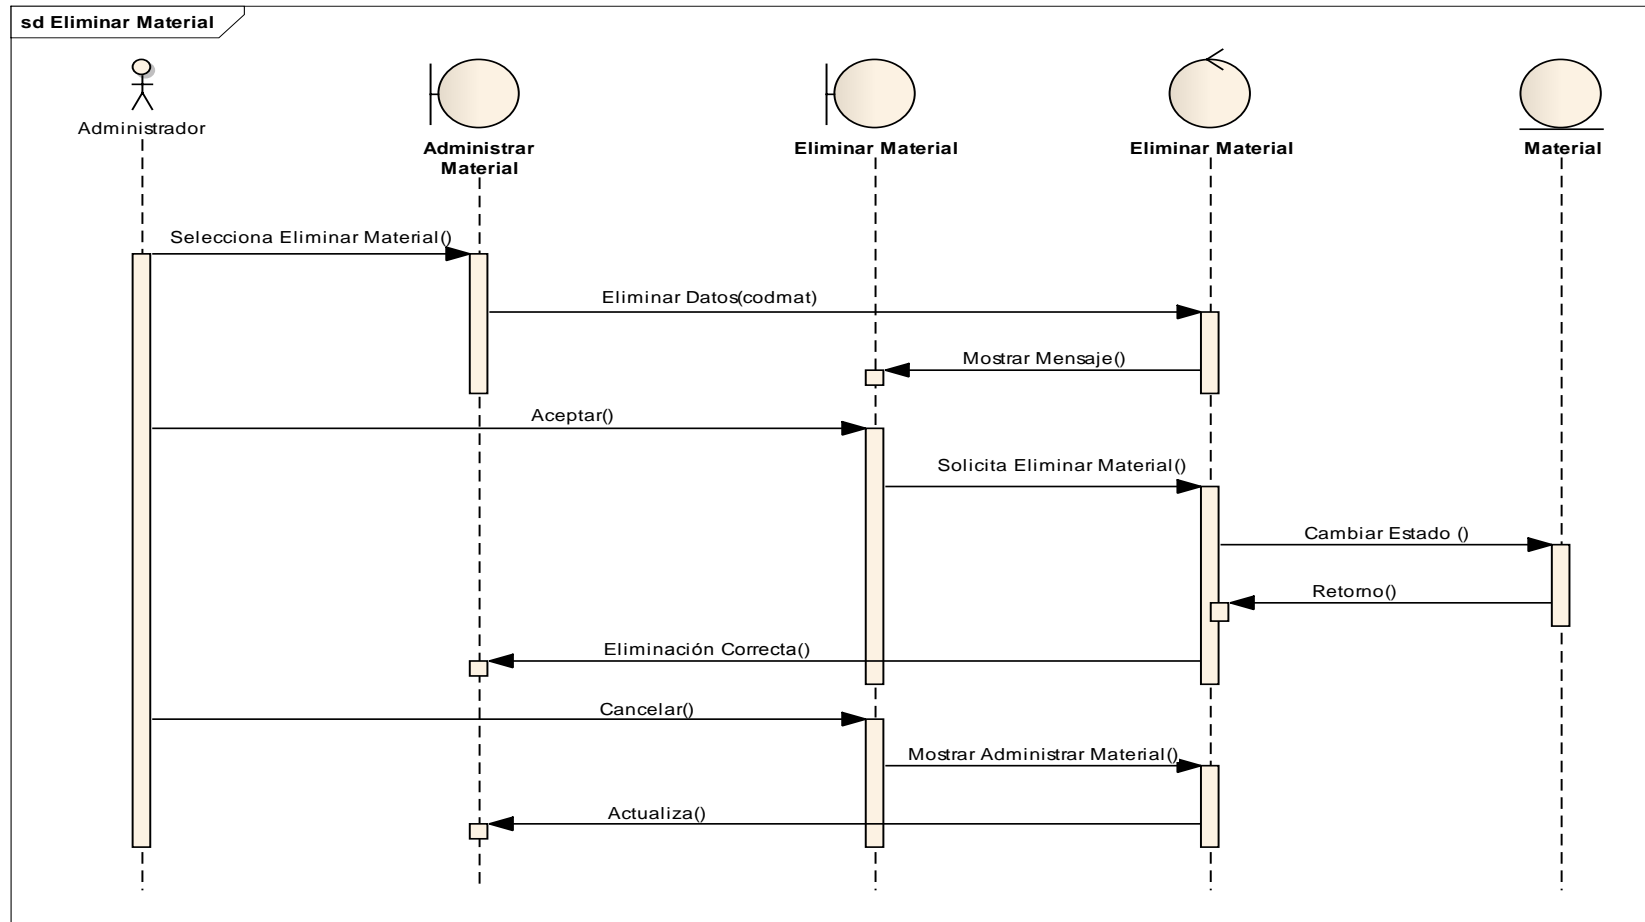 sd Eliminar Material
Administrador
Administrar
Material
Eliminar Material
Eliminar Material
Material
Selecciona Eliminar Material()
Eliminar Datos(codmat)
Mostrar Mensaje()
Aceptar()
Solicita Eliminar Material()
Cambiar Estado ()
Retorno()
Eliminación Correcta()
Cancelar()
Mostrar Administrar Material()
Actualiza()